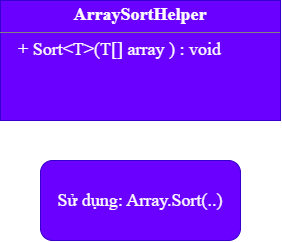 ArraySortHelper
+ Sort<T>(T[] array ) : void
Sử dụng: Array.Sort(..)